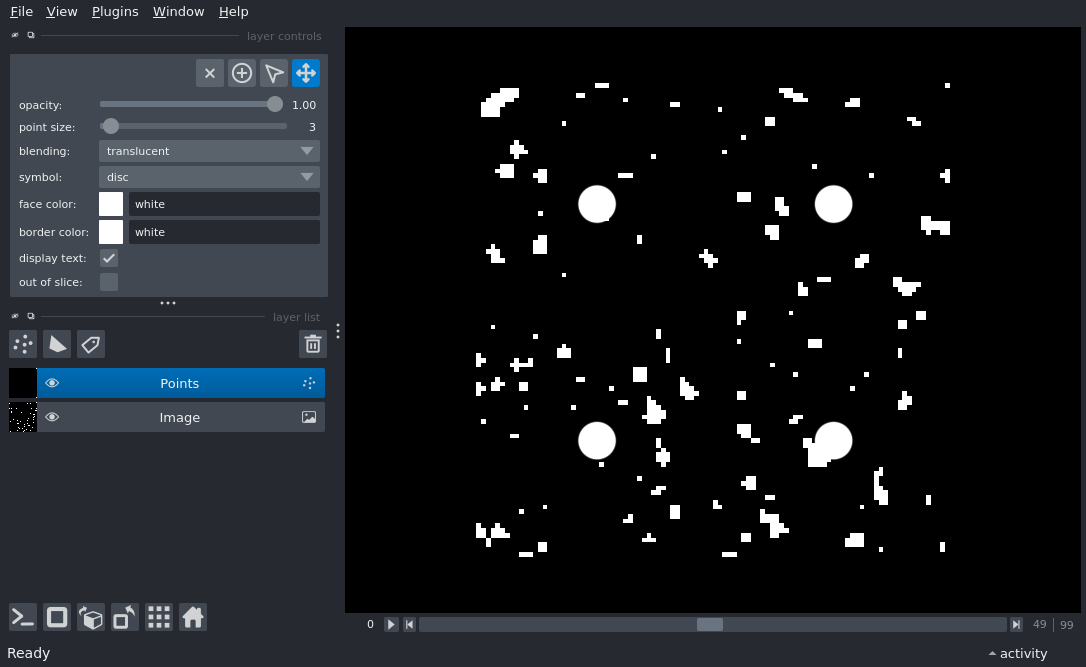 File View Plugins Window Help
layer controls
opacity: 1.00
point size: 3
blending: translucent
symbol: disc
face color: white
border color: white
display text:
out of slice:
layer list
Points
Image
0 49 | 99
Ready activity